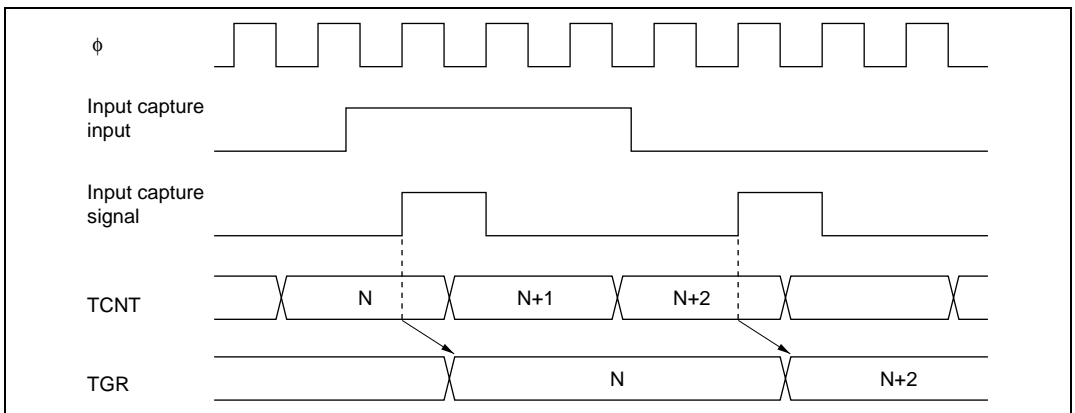 ϕ
Input capture
input
Input capture
signal
TCNT
N
N+1
N+2
TGR
N
N+2